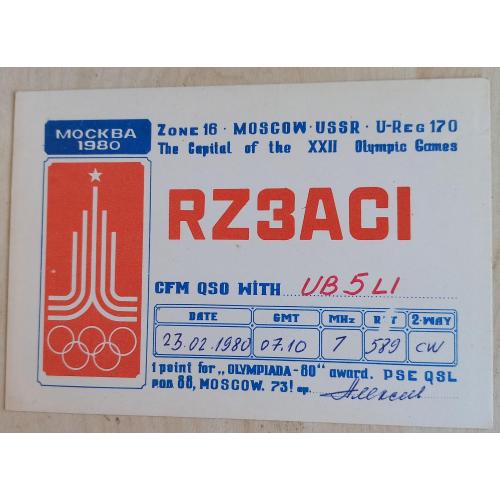 МОСКВА
1980
ZONE 16 · MOSCOW · USSR · U-REG 170
The Capital of the XXII Olympic Games
RZ3ACI
CFM QSO WITH UB5LI
DATE GMT MHz RST 2-WAY
23.02.1980 07.10 7 589 CW
1 point for „OLYMPIADA-80" award. PSE QSL
POB 88, MOSCOW. 73! op.